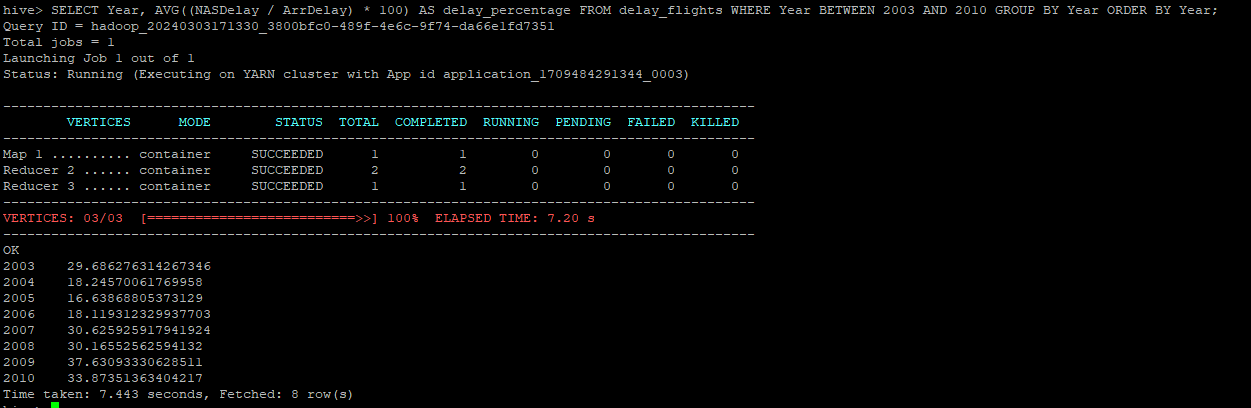 hive> SELECT Year, AVG((NASDelay / ArrDelay) * 100) AS delay_percentage FROM delay_flights WHERE Year BETWEEN 2003 AND 2010 GROUP BY Year ORDER BY Year;
Query ID = hadoop_20240303171330_3800bfc0-489f-4e6c-9f74-da66e1fd7351
Total jobs = 1
Launching Job 1 out of 1
Status: Running (Executing on YARN cluster with App id application_1709484291344_0003)
----------------------------------------------------------------------------------------------
VERTICES MODE STATUS TOTAL COMPLETED RUNNING PENDING FAILED KILLED
----------------------------------------------------------------------------------------------
Map 1 .......... container SUCCEEDED 1 1 0 0 0 0
Reducer 2 ...... container SUCCEEDED 2 2 0 0 0 0
Reducer 3 ...... container SUCCEEDED 1 1 0 0 0 0
----------------------------------------------------------------------------------------------
VERTICES: 03/03 [==========================>>] 100% ELAPSED TIME: 7.20 s
----------------------------------------------------------------------------------------------
OK
2003 29.686276314267346
2004 18.24570061769958
2005 16.63868805373129
2006 18.119312329937703
2007 30.625925917941924
2008 30.16552562594132
2009 37.63093330628511
2010 33.87351363404217
Time taken: 7.443 seconds, Fetched: 8 row(s)